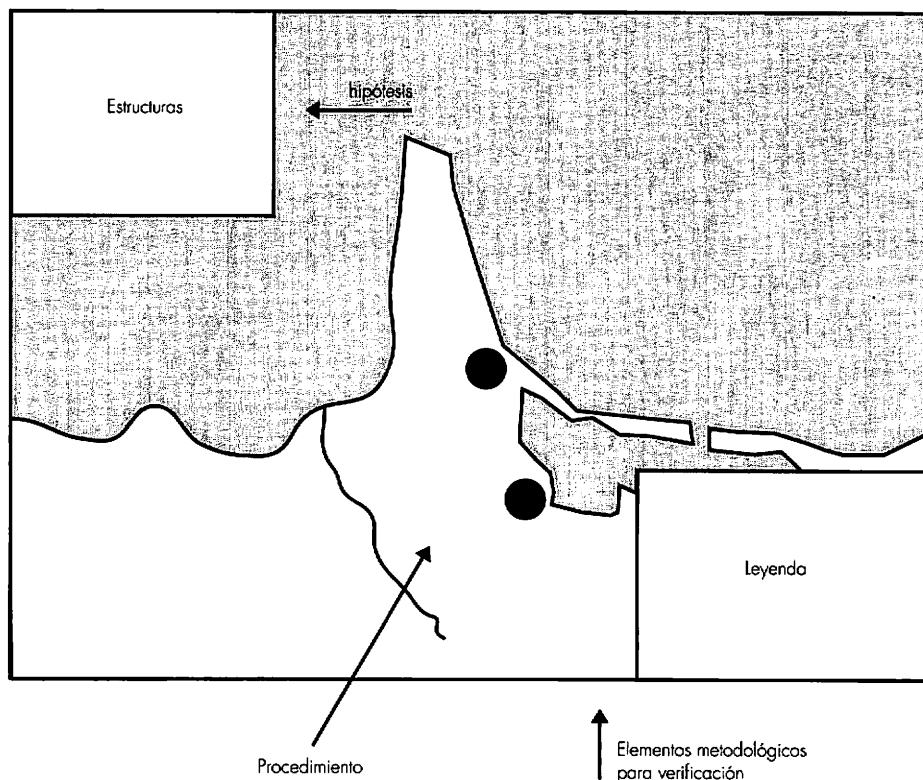 Estructuras
hipótesis
Leyenda
Procedimiento
Elementos metodológicos
para verificación